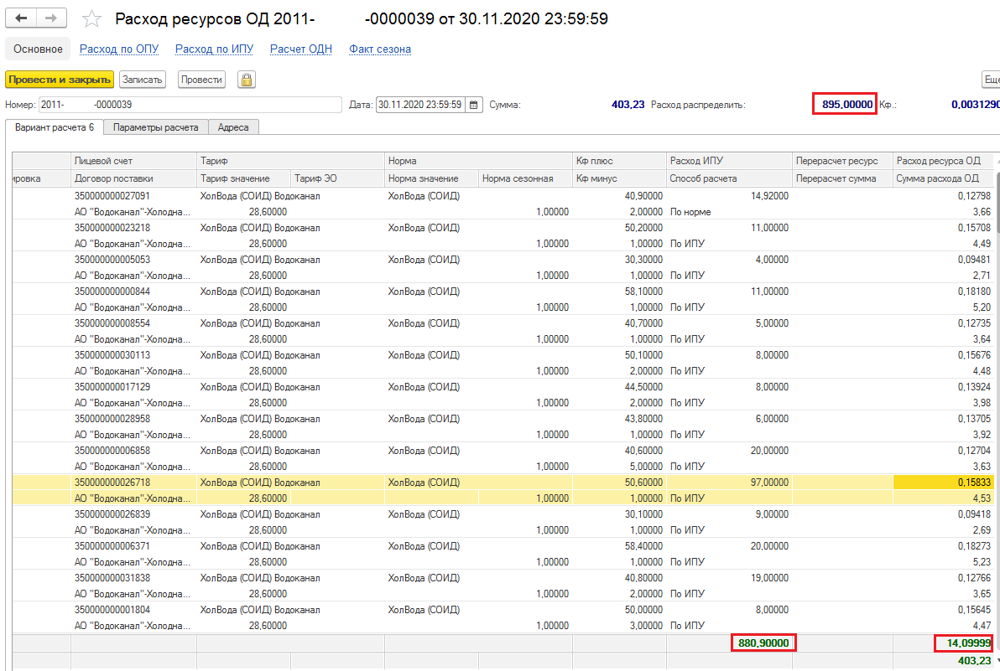 Расход ресурсов ОД 2011- -0000039 от 30.11.2020 23:59:59
Основное Расход по ОПУ Расход по ИПУ Расчет ОДН Факт сезона
Провести и закрыть Записать Провести Еще
Номер: 2011- -0000039 Дата: 30.11.2020 23:59:59 Сумма: 403,23 Расход распределить: 895,00000 Кф.: 0,0031290
Вариант расчета 6 Параметры расчета Адреса
Лицевой счет Тариф Норма Кф плюс Расход ИПУ Перерасчет ресурс Расход ресурса ОД
ировка Договор поставки Тариф значение Тариф ЭО Норма значение Норма сезонная Кф минус Способ расчета Перерасчет сумма Сумма расхода ОД
350000000027091 ХолВода (СОИД) Водоканал ХолВода (СОИД) 40,90000 14,92000 0,12798
АО "Водоканал"-Холодна... 28,60000 1,00000 2,00000 По норме 3,66
350000000023218 ХолВода (СОИД) Водоканал ХолВода (СОИД) 50,20000 11,00000 0,15708
АО "Водоканал"-Холодна... 28,60000 1,00000 1,00000 По ИПУ 4,49
350000000005053 ХолВода (СОИД) Водоканал ХолВода (СОИД) 30,30000 4,00000 0,09481
АО "Водоканал"-Холодна... 28,60000 1,00000 1,00000 По ИПУ 2,71
350000000000844 ХолВода (СОИД) Водоканал ХолВода (СОИД) 58,10000 11,00000 0,18180
АО "Водоканал"-Холодна... 28,60000 1,00000 1,00000 По ИПУ 5,20
350000000008554 ХолВода (СОИД) Водоканал ХолВода (СОИД) 40,70000 5,00000 0,12735
АО "Водоканал"-Холодна... 28,60000 1,00000 1,00000 По ИПУ 3,64
350000000030113 ХолВода (СОИД) Водоканал ХолВода (СОИД) 50,10000 8,00000 0,15676
АО "Водоканал"-Холодна... 28,60000 1,00000 2,00000 По ИПУ 4,48
350000000017129 ХолВода (СОИД) Водоканал ХолВода (СОИД) 44,50000 8,00000 0,13924
АО "Водоканал"-Холодна... 28,60000 1,00000 2,00000 По ИПУ 3,98
350000000028958 ХолВода (СОИД) Водоканал ХолВода (СОИД) 43,80000 6,00000 0,13705
АО "Водоканал"-Холодна... 28,60000 1,00000 1,00000 По ИПУ 3,92
350000000006858 ХолВода (СОИД) Водоканал ХолВода (СОИД) 40,60000 20,00000 0,12704
АО "Водоканал"-Холодна... 28,60000 1,00000 5,00000 По ИПУ 3,63
350000000026718 ХолВода (СОИД) Водоканал ХолВода (СОИД) 50,60000 97,00000 0,15833
АО "Водоканал"-Холодна... 28,60000 1,00000 1,00000 По ИПУ 4,53
350000000026839 ХолВода (СОИД) Водоканал ХолВода (СОИД) 30,10000 9,00000 0,09418
АО "Водоканал"-Холодна... 28,60000 1,00000 1,00000 По ИПУ 2,69
350000000006371 ХолВода (СОИД) Водоканал ХолВода (СОИД) 58,40000 20,00000 0,18273
АО "Водоканал"-Холодна... 28,60000 1,00000 1,00000 По ИПУ 5,23
350000000031838 ХолВода (СОИД) Водоканал ХолВода (СОИД) 40,80000 19,00000 0,12766
АО "Водоканал"-Холодна... 28,60000 1,00000 2,00000 По ИПУ 3,65
350000000001804 ХолВода (СОИД) Водоканал ХолВода (СОИД) 50,00000 8,00000 0,15645
АО "Водоканал"-Холодна... 28,60000 1,00000 3,00000 По ИПУ 4,47
880,90000 14,09999
403,23